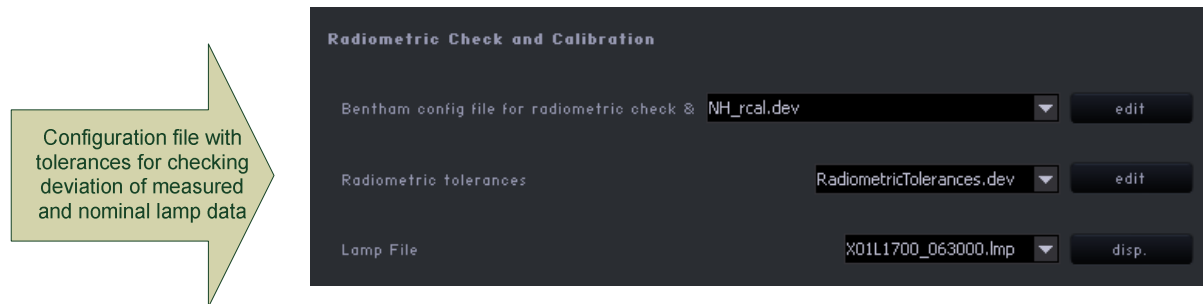 Configuration file with
tolerances for checking
deviation of measured
and nominal lamp data
Radiometric Check and Calibration
Bentham config file for radiometric check & NH_rcal.dev edit
Radiometric tolerances RadiometricTolerances.dev edit
Lamp File X01L1700_063000.lmp disp.